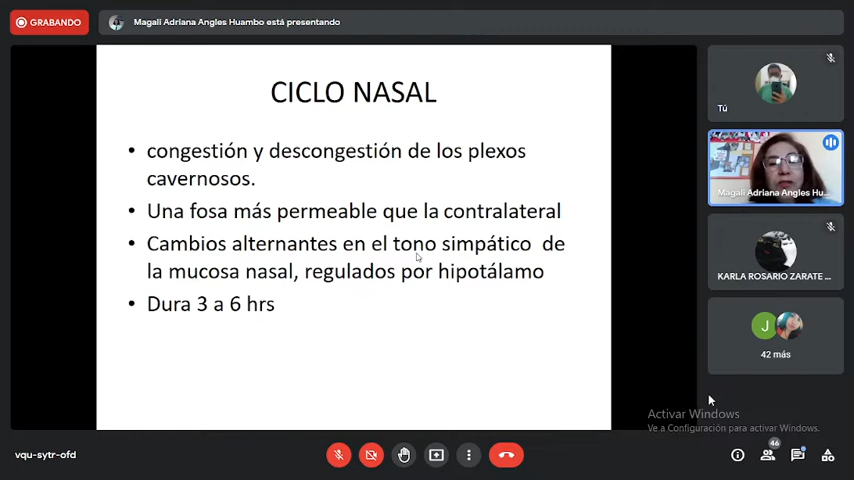 GRABANDO
Magali Adriana Angles Huambo está presentando
CICLO NASAL
• congestión y descongestión de los plexos
cavernosos.
• Una fosa más permeable que la contralateral
• Cambios alternantes en el tono simpático de
la mucosa nasal, regulados por hipotálamo
• Dura 3 a 6 hrs
Tú
Magali Adriana Angles Hu...
KARLA ROSARIO ZARATE ...
J
42 más
Activar Windows
Ve a Configuración para activar Windows.
vqu-sytr-ofd
46